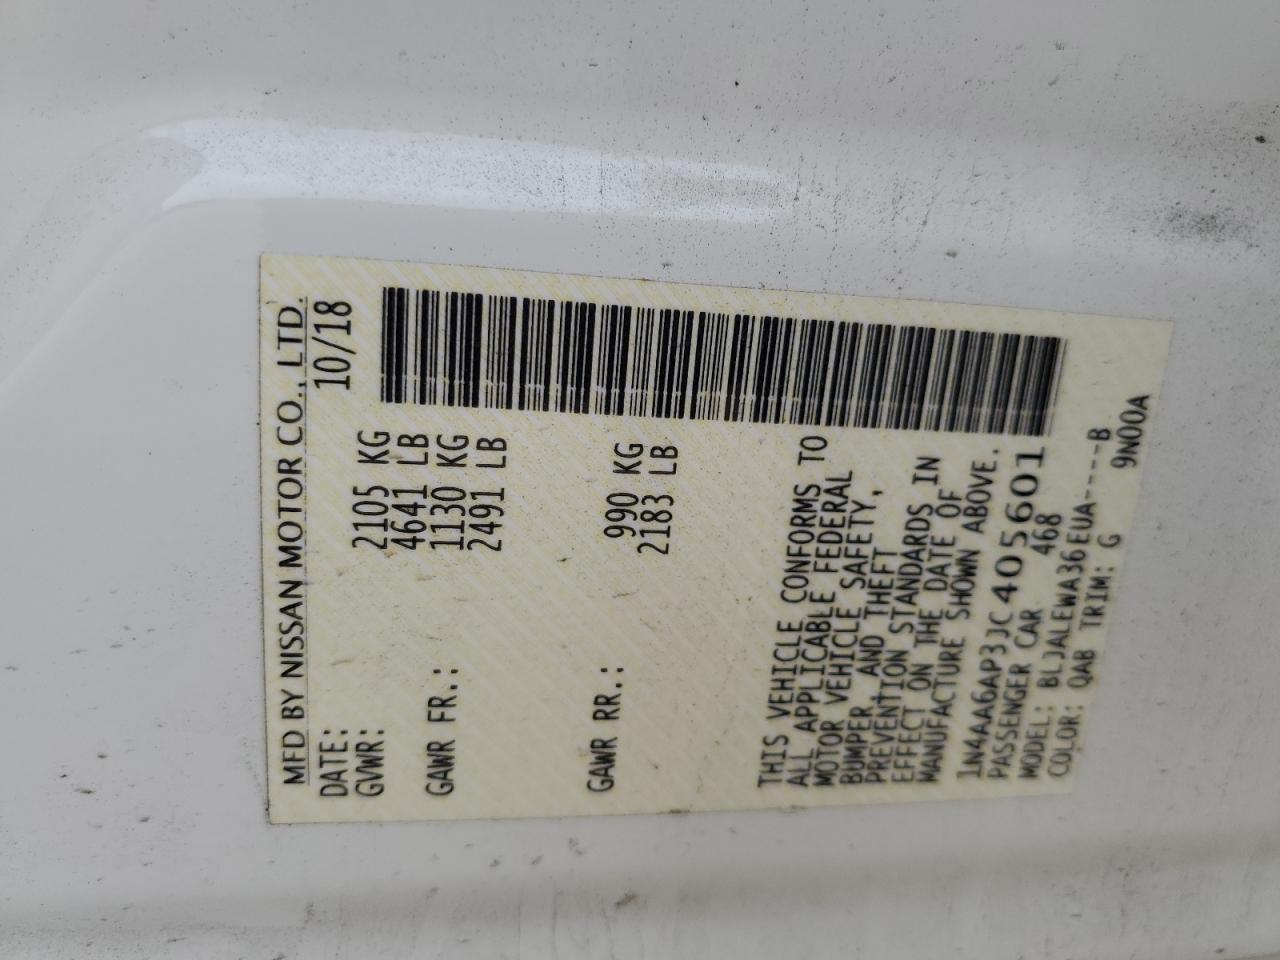 MFD BY NISSAN MOTOR CO., LTD.
DATE: 10/18
GVWR: 2105 KG
4641 LB
GAWR FR.: 1130 KG
2491 LB
GAWR RR.: 990 KG
2183 LB
THIS VEHICLE CONFORMS TO
ALL APPLICABLE FEDERAL
MOTOR VEHICLE SAFETY,
BUMPER AND THEFT
PREVENTION STANDARDS IN
EFFECT ON THE DATE OF
MANUFACTURE SHOWN ABOVE.
1N4AA6AP3JC405601
PASSENGER CAR 468
MODEL: BLJALEWA36EUA----B
COLOR: QAB TRIM: G 9N00A